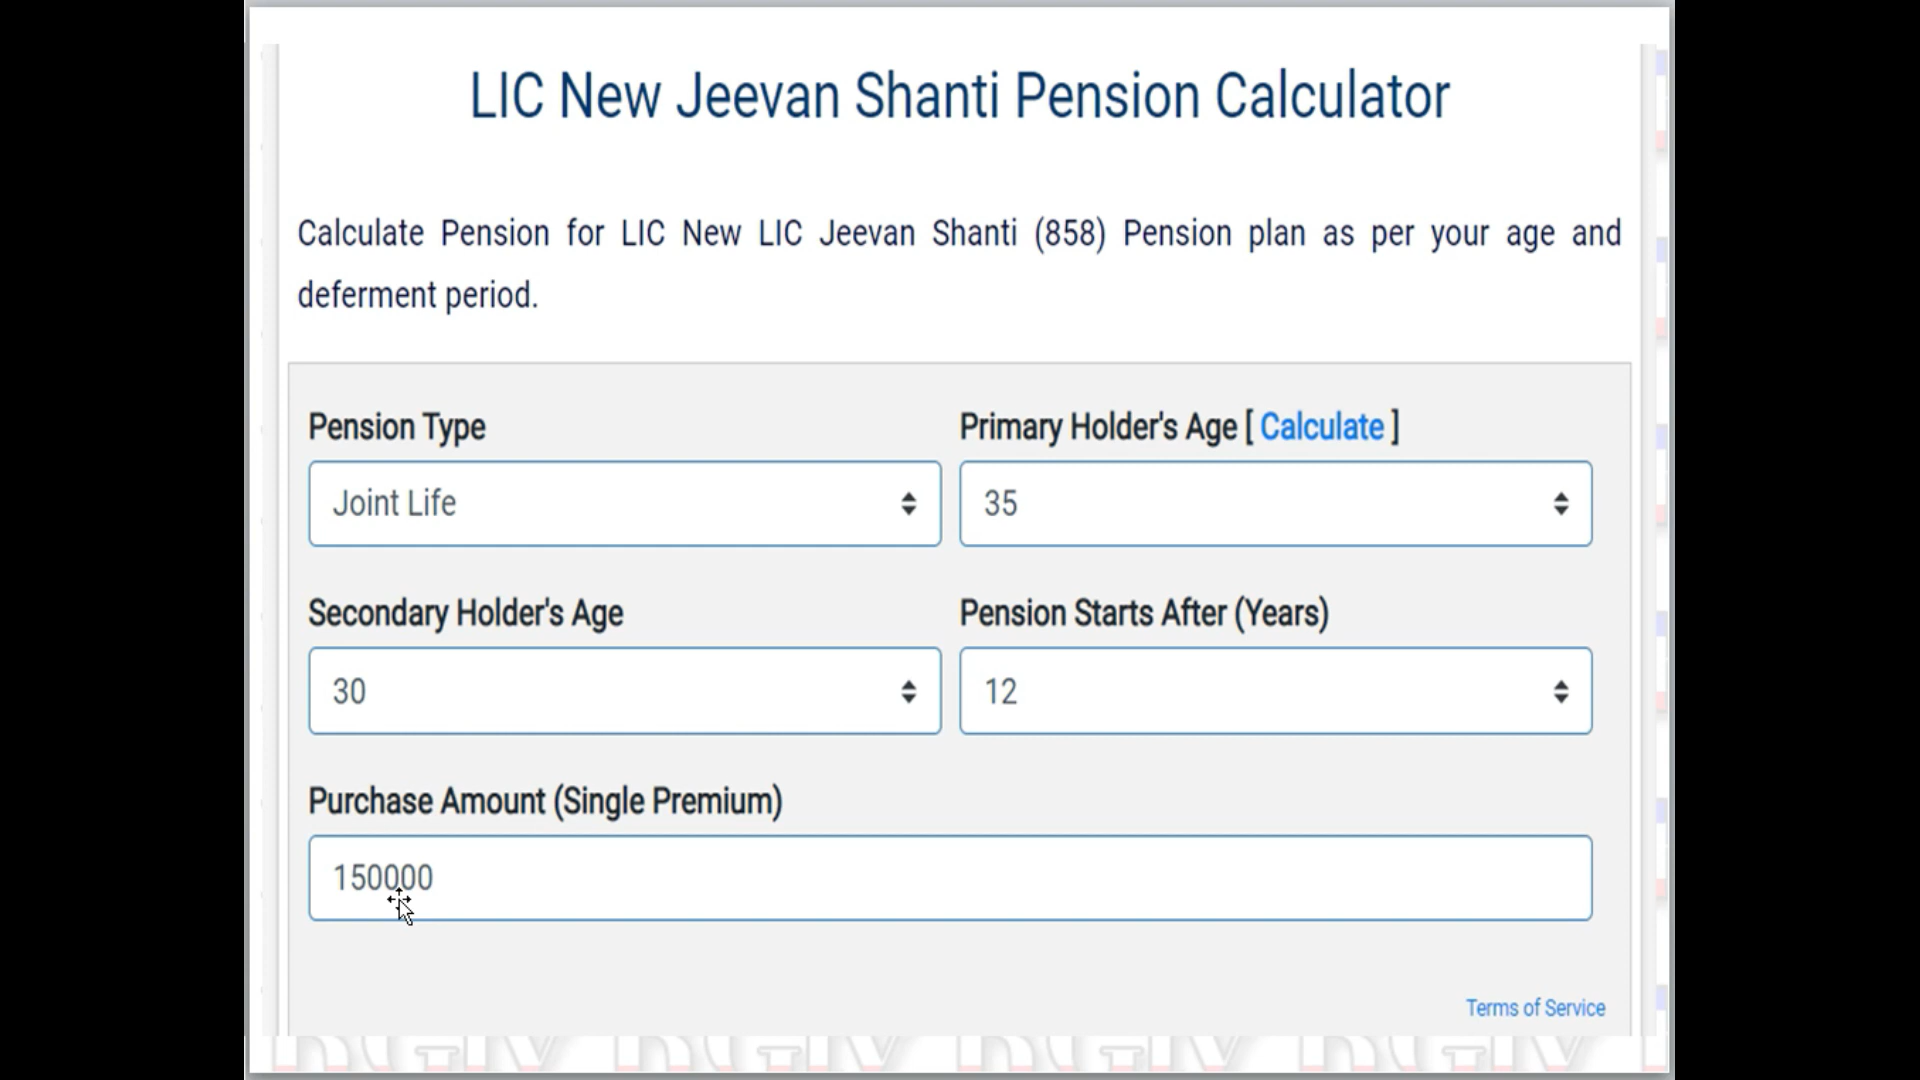 LIC New Jeevan Shanti Pension Calculator
Calculate Pension for LIC New LIC Jeevan Shanti (858) Pension plan as per your age and
deferment period.
Pension Type
Primary Holder's Age [ Calculate ]
Joint Life
35
Secondary Holder's Age
Pension Starts After (Years)
30
12
Purchase Amount (Single Premium)
150000
Terms of Service